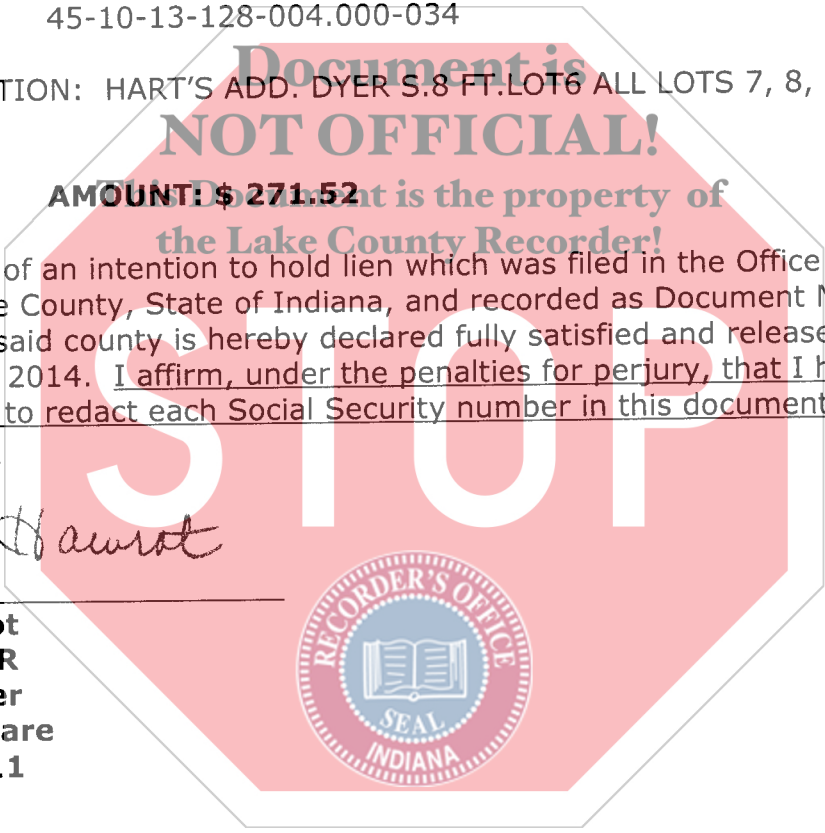 45-10-13-128-004.000-034
Document is
TION: HART'S ADD. DYER S.8 FT.LOT6 ALL LOTS 7, 8,
NOT OFFICIAL!
AMOUNT: $ 271.52
This Document is the property of
the Lake County Recorder!
of an intention to hold lien which was filed in the Office
e County, State of Indiana, and recorded as Document N
said county is hereby declared fully satisfied and release
2014. I affirm, under the penalties for perjury, that I h
to redact each Social Security number in this document
STOP
Hawrot
ot
R
er
are
.1
RECORDER'S OFFICE
SEAL
INDIANA